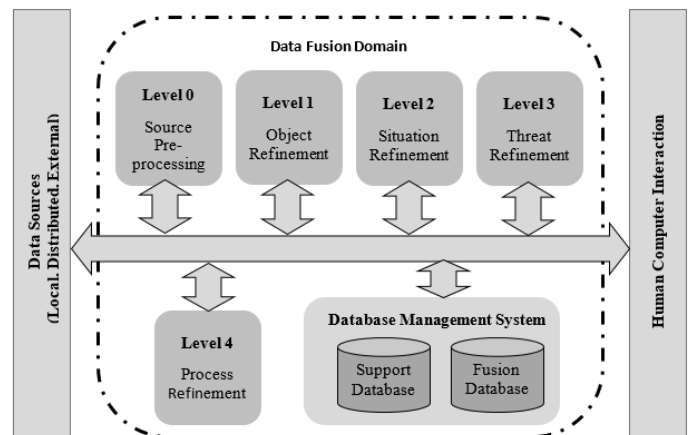 Data Fusion Domain
Data Sources
(Local. Distributed. External)
Level 0
Source
Pre-
processing
Level 1
Object
Refinement
Level 2
Situation
Refinement
Level 3
Threat
Refinement
Human Computer Interaction
Level 4
Process
Refinement
Database Management System
Support
Database
Fusion
Database